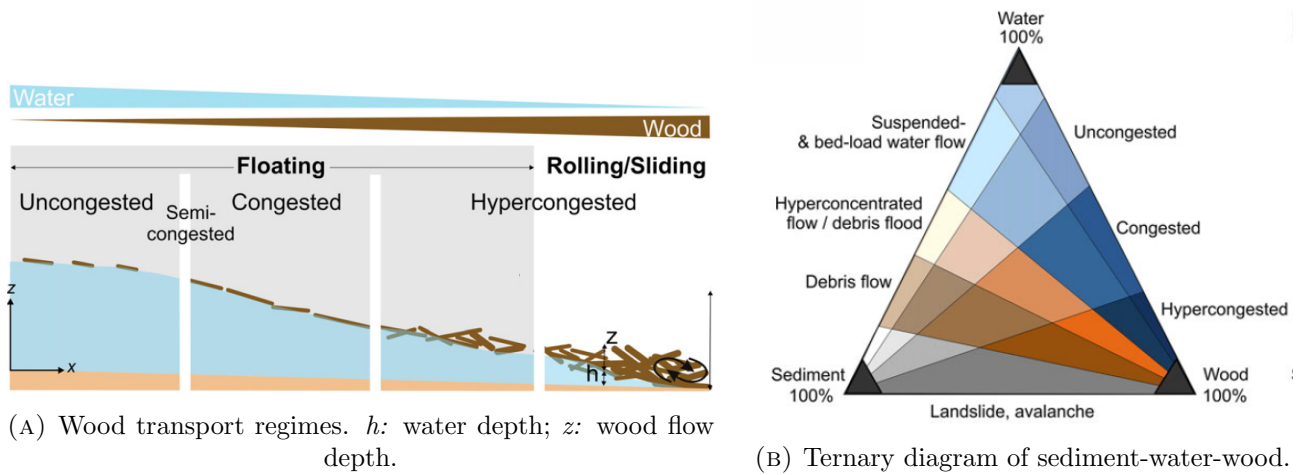 Water
Wood
Floating
Rolling/Sliding
Uncongested
Semi-
congested
Congested
Hypercongested
z
x
z
h
(A) Wood transport regimes. h: water depth; z: wood flow
depth.
Water
100%
Suspended-
& bed-load water flow
Uncongested
Hyperconcentrated
flow / debris flood
Congested
Debris flow
Hypercongested
Sediment
100%
Wood
100%
Landslide, avalanche
(B) Ternary diagram of sediment-water-wood.